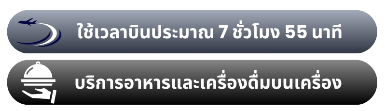 ใช้เวลาบินประมาณ 7 ชั่วโมง 55 นาที
บริการอาหารและเครื่องดื่มบนเครื่อง